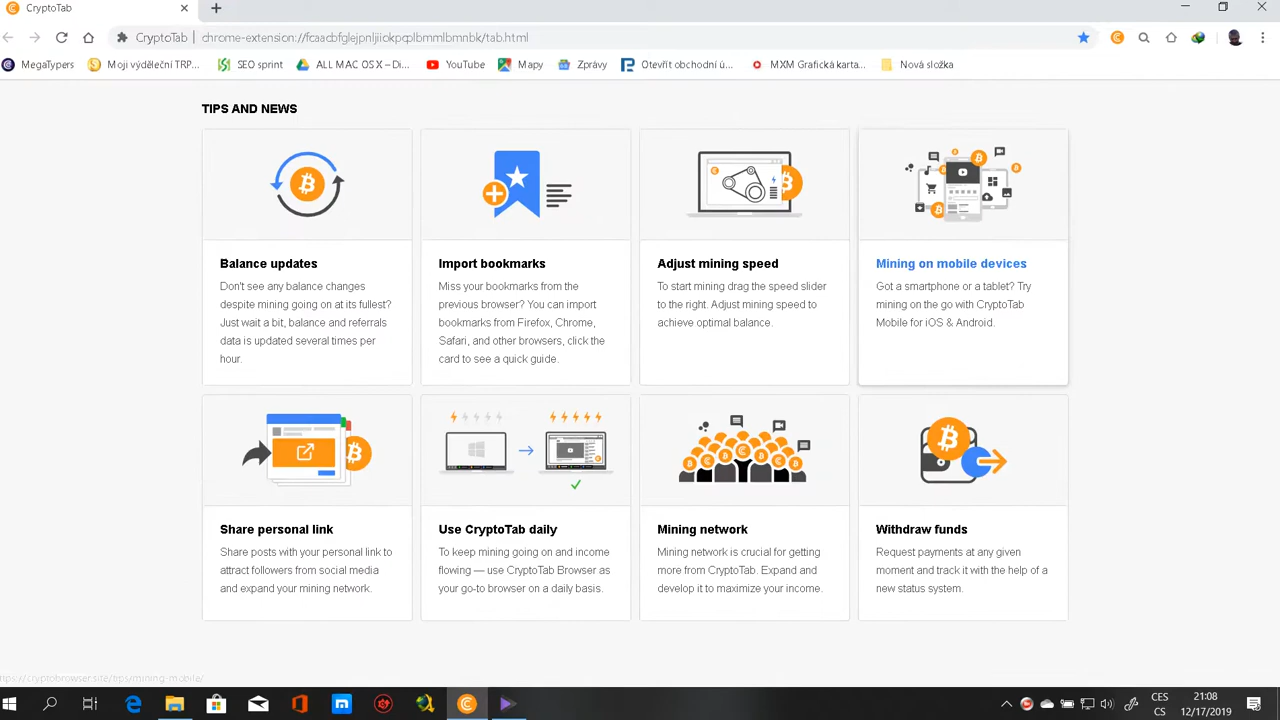 CryptoTab
CryptoTab chrome-extension://fcaacbfglejpnljiiokpcplbmmlbmnbk/tab.html
MegaTypers Moji výděleční TRP... SEO sprint ALL MAC OS X – Di... YouTube Mapy Zprávy Otevřít obchodní ú... MXM Grafická karta... Nová složka
TIPS AND NEWS
Balance updates
Don't see any balance changes
despite mining going on at its fullest?
Just wait a bit, balance and referrals
data is updated several times per
hour.
Import bookmarks
Miss your bookmarks from the
previous browser? You can import
bookmarks from Firefox, Chrome,
Safari, and other browsers, click the
card to see a quick guide.
Adjust mining speed
To start mining drag the speed slider
to the right. Adjust mining speed to
achieve optimal balance.
Mining on mobile devices
Got a smartphone or a tablet? Try
mining on the go with CryptoTab
Mobile for iOS & Android.
Share personal link
Share posts with your personal link to
attract followers from social media
and expand your mining network.
Use CryptoTab daily
To keep mining going on and income
flowing — use CryptoTab Browser as
your go-to browser on a daily basis.
Mining network
Mining network is crucial for getting
more from CryptoTab. Expand and
develop it to maximize your income.
Withdraw funds
Request payments at any given
moment and track it with the help of a
new status system.
ttps://cryptobrowser.site/tips/mining-mobile/
CES 21:08
CS 12/17/2019